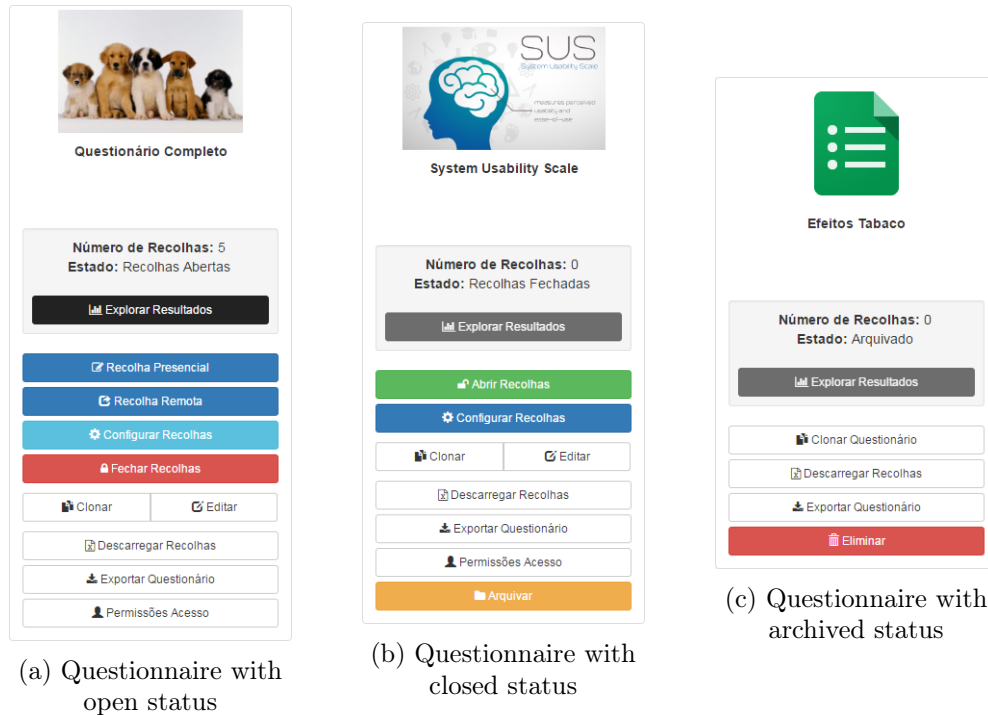 Questionário Completo
Número de Recolhas: 5
Estado: Recolhas Abertas
Explorar Resultados
Recolha Presencial
Recolha Remota
Configurar Recolhas
Fechar Recolhas
Clonar
Editar
Descarregar Recolhas
Exportar Questionário
Permissões Acesso
(a) Questionnaire with
open status
SUS
System Usability Scale
measures perceived
usability and
ease-of-use
System Usability Scale
Número de Recolhas: 0
Estado: Recolhas Fechadas
Explorar Resultados
Abrir Recolhas
Configurar Recolhas
Clonar
Editar
Descarregar Recolhas
Exportar Questionário
Permissões Acesso
Arquivar
(b) Questionnaire with
closed status
Efeitos Tabaco
Número de Recolhas: 0
Estado: Arquivado
Explorar Resultados
Clonar Questionário
Descarregar Recolhas
Exportar Questionário
Eliminar
(c) Questionnaire with
archived status